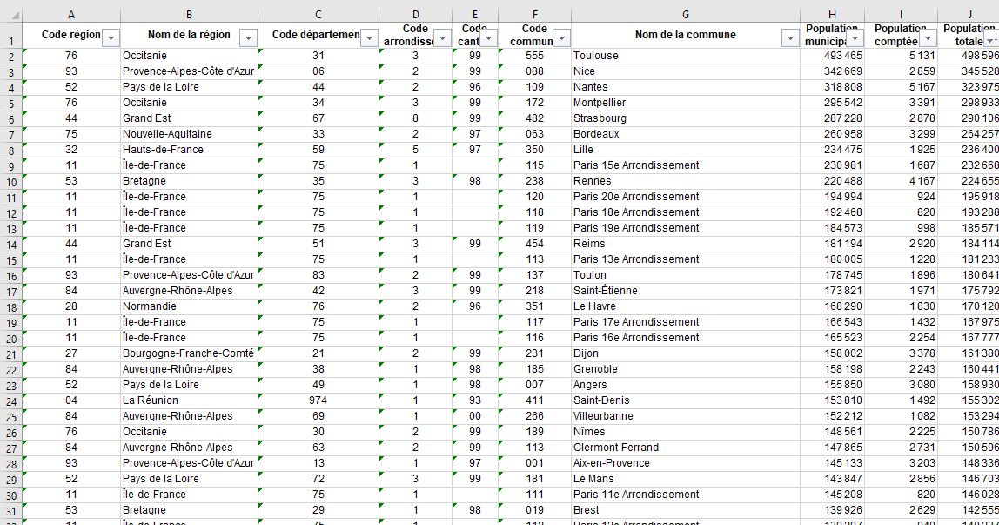 A B C D E F G H I J
1 Code région Nom de la région Code départemen Code arrondiss Code cant Code commun Nom de la commune Population municipa Population comptée Population totale
2 76 Occitanie 31 3 99 555 Toulouse 493 465 5 131 498 596
3 93 Provence-Alpes-Côte d'Azur 06 2 99 088 Nice 342 669 2 859 345 528
4 52 Pays de la Loire 44 2 96 109 Nantes 318 808 5 167 323 975
5 76 Occitanie 34 3 99 172 Montpellier 295 542 3 391 298 933
6 44 Grand Est 67 8 99 482 Strasbourg 287 228 2 878 290 106
7 75 Nouvelle-Aquitaine 33 2 97 063 Bordeaux 260 958 3 299 264 257
8 32 Hauts-de-France 59 5 97 350 Lille 234 475 1 925 236 400
9 11 Île-de-France 75 1 115 Paris 15e Arrondissement 230 981 1 687 232 668
10 53 Bretagne 35 3 98 238 Rennes 220 488 4 167 224 655
11 11 Île-de-France 75 1 120 Paris 20e Arrondissement 194 994 924 195 918
12 11 Île-de-France 75 1 118 Paris 18e Arrondissement 192 468 820 193 288
13 11 Île-de-France 75 1 119 Paris 19e Arrondissement 184 573 998 185 571
14 44 Grand Est 51 3 99 454 Reims 181 194 2 920 184 114
15 11 Île-de-France 75 1 113 Paris 13e Arrondissement 180 005 1 228 181 233
16 93 Provence-Alpes-Côte d'Azur 83 2 99 137 Toulon 178 745 1 896 180 641
17 84 Auvergne-Rhône-Alpes 42 3 99 218 Saint-Étienne 173 821 1 971 175 792
18 28 Normandie 76 2 96 351 Le Havre 168 290 1 830 170 120
19 11 Île-de-France 75 1 117 Paris 17e Arrondissement 166 543 1 432 167 975
20 11 Île-de-France 75 1 116 Paris 16e Arrondissement 165 523 2 254 167 777
21 27 Bourgogne-Franche-Comté 21 2 99 231 Dijon 158 002 3 378 161 380
22 84 Auvergne-Rhône-Alpes 38 1 98 185 Grenoble 158 198 2 243 160 441
23 52 Pays de la Loire 49 1 98 007 Angers 155 850 3 080 158 930
24 04 La Réunion 974 1 93 411 Saint-Denis 153 810 1 492 155 302
25 84 Auvergne-Rhône-Alpes 69 1 00 266 Villeurbanne 152 212 1 082 153 294
26 76 Occitanie 30 2 99 189 Nîmes 148 561 2 225 150 786
27 84 Auvergne-Rhône-Alpes 63 2 99 113 Clermont-Ferrand 147 865 2 731 150 596
28 93 Provence-Alpes-Côte d'Azur 13 1 97 001 Aix-en-Provence 145 133 3 203 148 336
29 52 Pays de la Loire 72 3 99 181 Le Mans 143 847 2 856 146 703
30 11 Île-de-France 75 1 111 Paris 11e Arrondissement 145 208 820 146 028
31 53 Bretagne 29 1 98 019 Brest 139 926 2 629 142 555